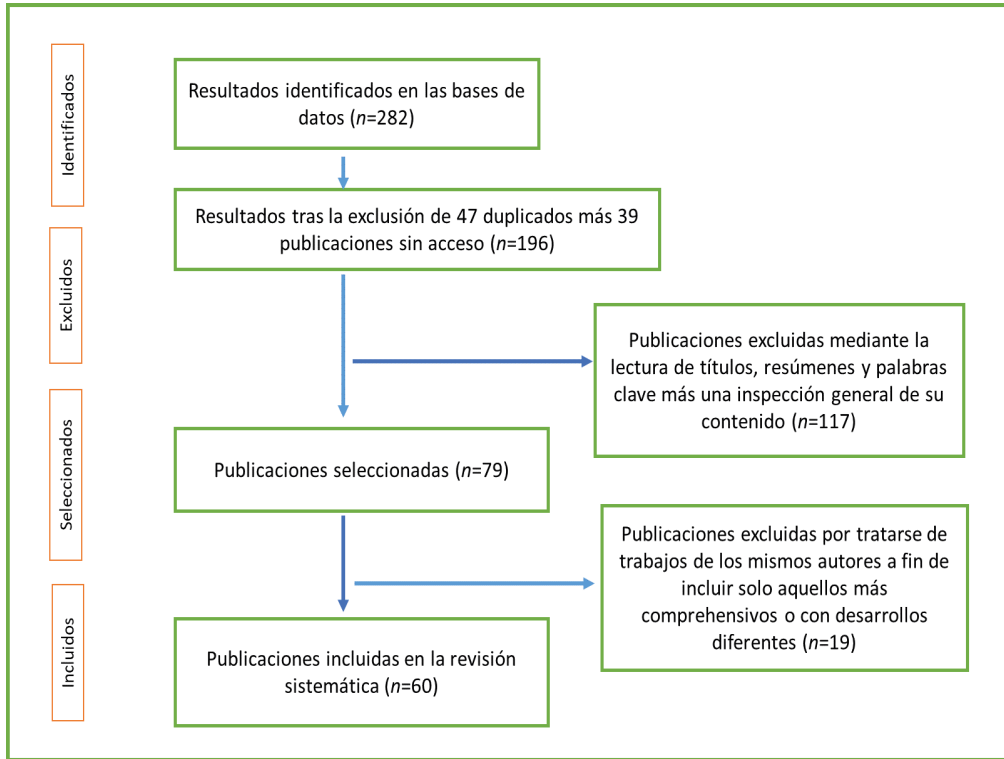 Identificados
Resultados identificados en las bases de
datos (n=282)
Resultados tras la exclusión de 47 duplicados más 39
publicaciones sin acceso (n=196)
Excluidos
Publicaciones excluidas mediante la
lectura de títulos, resúmenes y palabras
clave más una inspección general de su
contenido (n=117)
Seleccionados
Publicaciones seleccionadas (n=79)
Publicaciones excluidas por tratarse de
trabajos de los mismos autores a fin de
incluir solo aquellos más
comprehensivos o con desarrollos
diferentes (n=19)
Incluidos
Publicaciones incluidas en la revisión
sistemática (n=60)